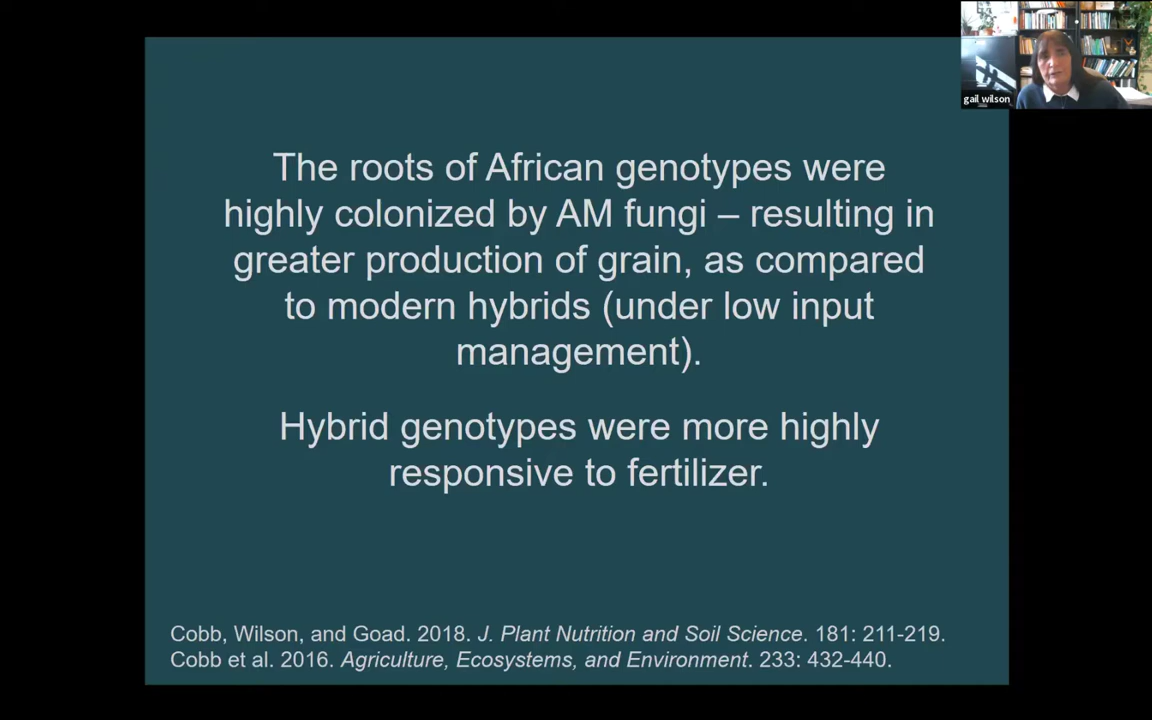 gail wilson
The roots of African genotypes were
highly colonized by AM fungi – resulting in
greater production of grain, as compared
to modern hybrids (under low input
management).
Hybrid genotypes were more highly
responsive to fertilizer.
Cobb, Wilson, and Goad. 2018. J. Plant Nutrition and Soil Science. 181: 211-219.
Cobb et al. 2016. Agriculture, Ecosystems, and Environment. 233: 432-440.